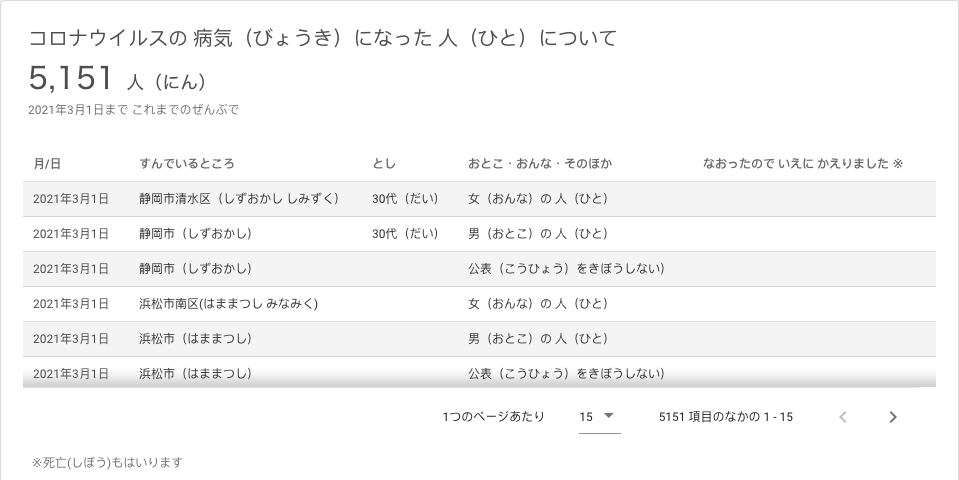 コロナウイルスの 病気（びょうき）になった 人（ひと）について
5,151 人（にん）
2021年3月1日まで これまでのぜんぶで
月/日 すんでいるところ とし おとこ・おんな・そのほか なおったので いえに かえりました ※
2021年3月1日 静岡市清水区（しずおかし しみずく） 30代（だい） 女（おんな）の 人（ひと）
2021年3月1日 静岡市（しずおかし） 30代（だい） 男（おとこ）の 人（ひと）
2021年3月1日 静岡市（しずおかし） 公表（こうひょう）をきぼうしない）
2021年3月1日 浜松市南区(はままつし みなみく) 女（おんな）の 人（ひと）
2021年3月1日 浜松市（はままつし） 男（おとこ）の 人（ひと）
2021年3月1日 浜松市（はままつし） 公表（こうひょう）をきぼうしない）
1つのページあたり 15 5151 項目のなかの 1 - 15
※死亡(しぼう)もはいります